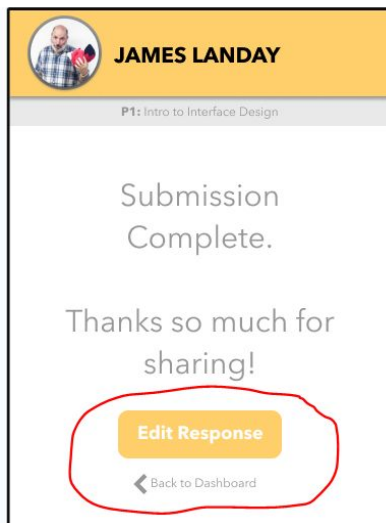 JAMES LANDAY
P1: Intro to Interface Design
Submission
Complete.
Thanks so much for
sharing!
Edit Response
Back to Dashboard